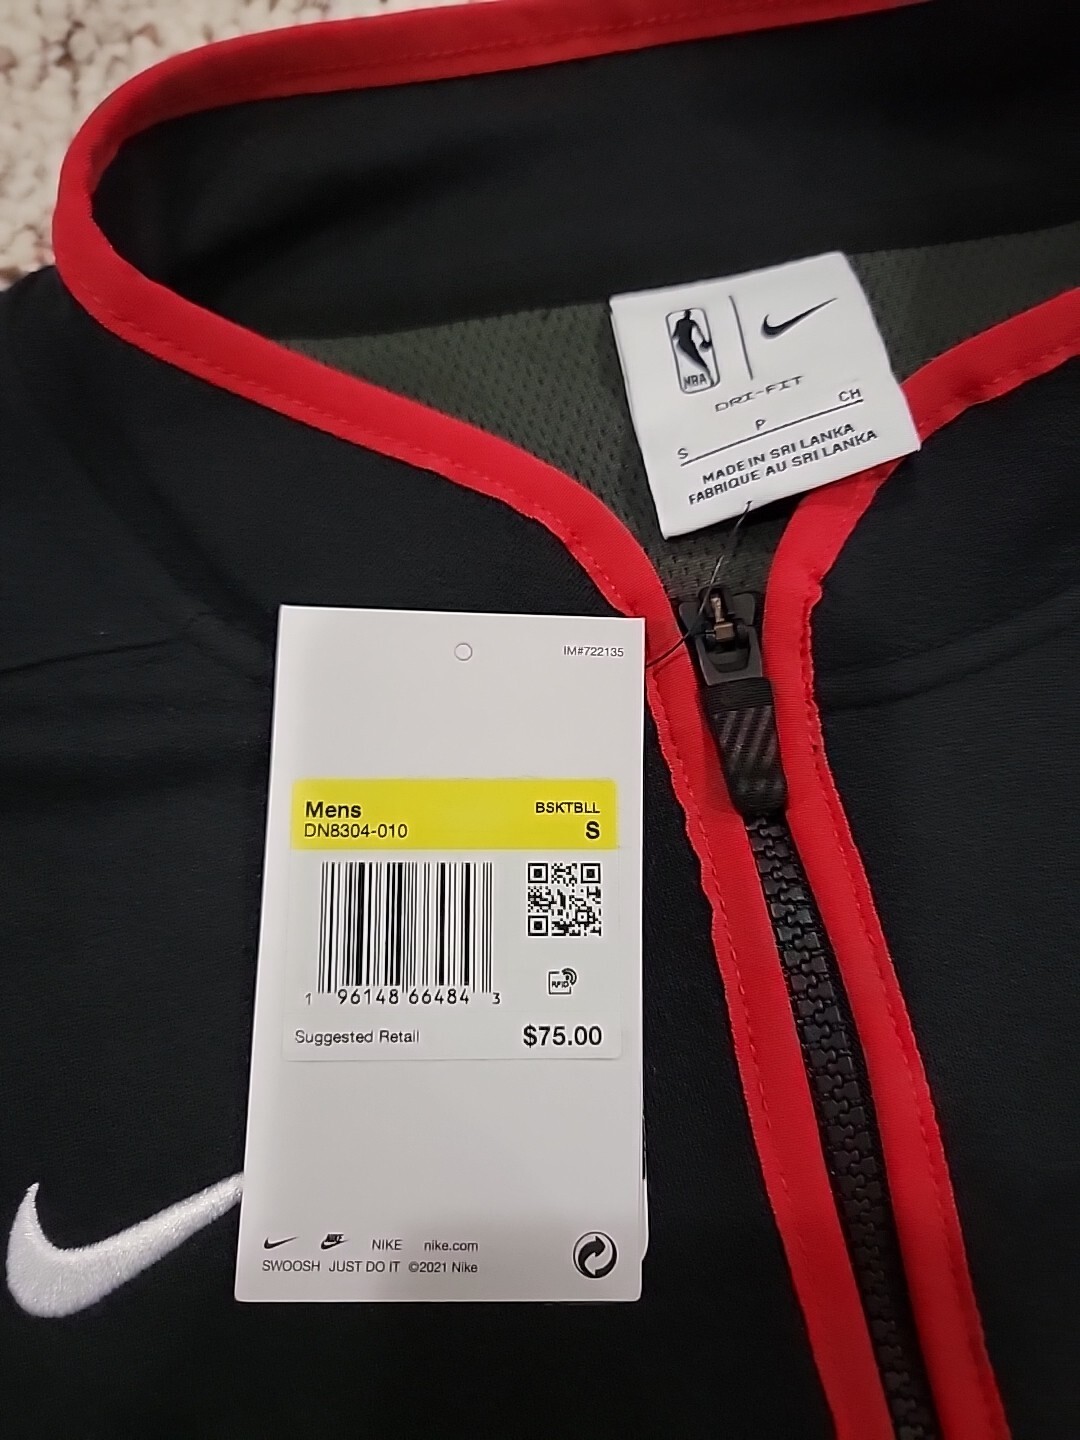 NBA
DRI-FIT
S P CH
MADE IN SRI LANKA
FABRIQUE AU SRI LANKA
IM#722135
Mens BSKTBLL
DN8304-010 S
RFID
1 96148 66484 3
Suggested Retail $75.00
NIKE NIKE nike.com
SWOOSH JUST DO IT ©2021 Nike